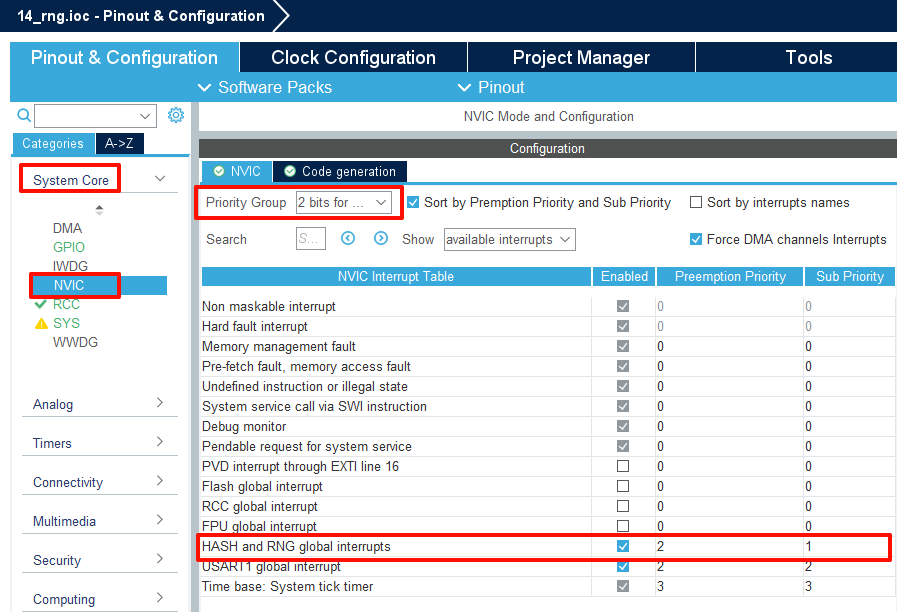 14_rng.ioc - Pinout & Configuration
Pinout & Configuration Clock Configuration Project Manager Tools
Software Packs Pinout
NVIC Mode and Configuration
Categories A->Z
Configuration
System Core
NVIC Code generation
Priority Group 2 bits for ... Sort by Premption Priority and Sub Priority Sort by interrupts names
Search S... Show available interrupts Force DMA channels Interrupts
DMA
GPIO
IWDG
NVIC
RCC
SYS
WWDG
Analog
Timers
Connectivity
Multimedia
Security
Computing
NVIC Interrupt Table Enabled Preemption Priority Sub Priority
Non maskable interrupt 0 0
Hard fault interrupt 0 0
Memory management fault 0 0
Pre-fetch fault, memory access fault 0 0
Undefined instruction or illegal state 0 0
System service call via SWI instruction 0 0
Debug monitor 0 0
Pendable request for system service 0 0
PVD interrupt through EXTI line 16 0 0
Flash global interrupt 0 0
RCC global interrupt 0 0
FPU global interrupt 0 0
HASH and RNG global interrupts 2 1
USART1 global interrupt 2 2
Time base: System tick timer 3 3